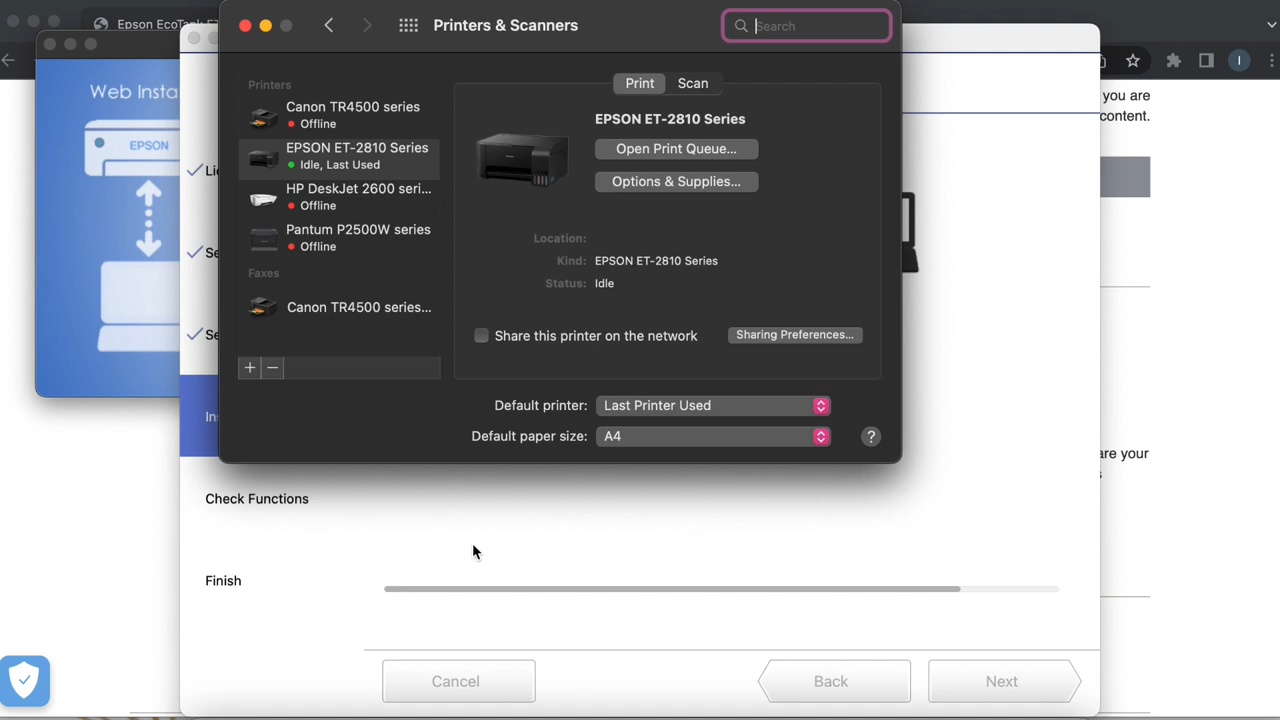 Epson EcoTank E
Web Insta
EPSON
Printers & Scanners
Search
Printers
Canon TR4500 series
Offline
EPSON ET-2810 Series
Idle, Last Used
HP DeskJet 2600 seri...
Offline
Pantum P2500W series
Offline
Faxes
Canon TR4500 series...
+ −
Print Scan
EPSON ET-2810 Series
Open Print Queue...
Options & Supplies...
Location:
Kind: EPSON ET-2810 Series
Status: Idle
Share this printer on the network
Sharing Preferences...
Default printer: Last Printer Used
Default paper size: A4
?
Check Functions
Finish
Cancel
Back
Next
I
you are
content.
are your